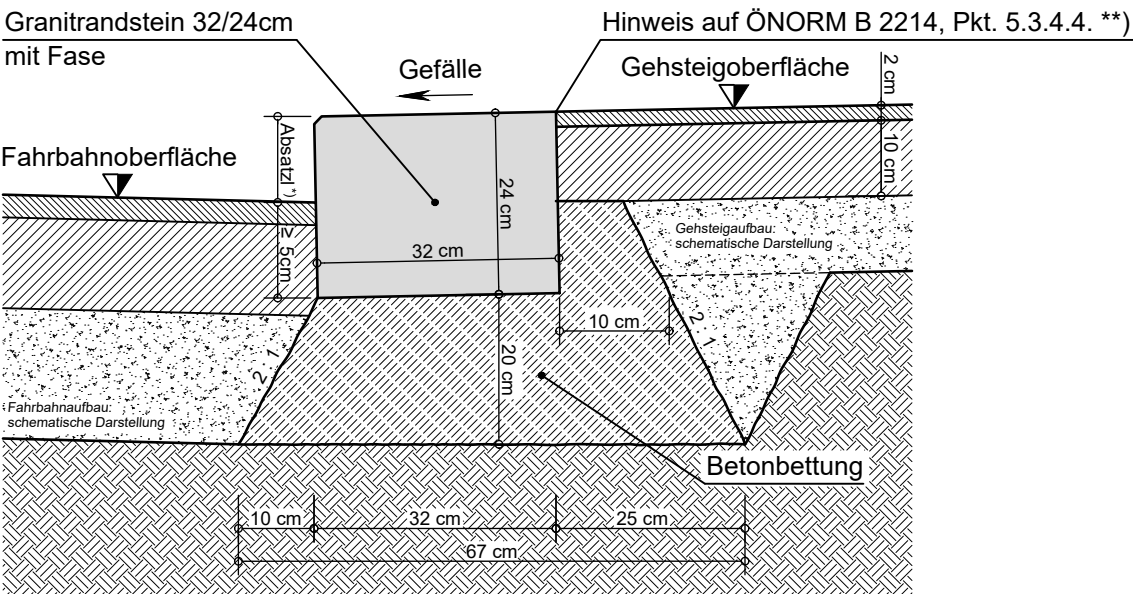 Granitrandstein 32/24cm
mit Fase
Hinweis auf ÖNORM B 2214, Pkt. 5.3.4.4. **)
Gefälle
Gehsteigoberfläche
2 cm
10 cm
Absatzl *)
Fahrbahnoberfläche
≥ 5cm
24 cm
32 cm
Gehsteigaufbau:
schematische Darstellung
10 cm
2 1
20 cm
2 1
Fahrbahnaufbau:
schematische Darstellung
Betonbettung
10 cm
32 cm
25 cm
67 cm